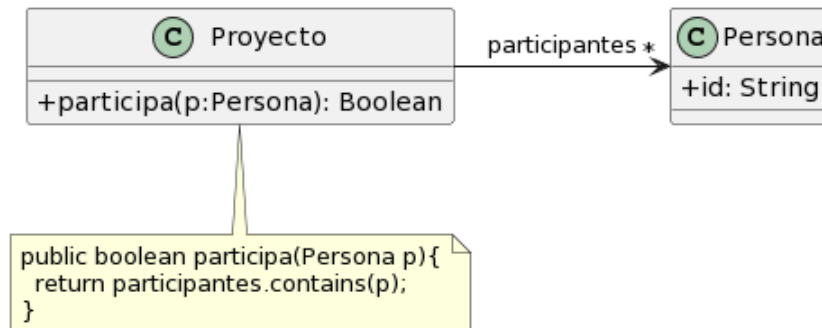 C Proyecto
+participa(p:Persona): Boolean
participantes *
C Persona
+id: String
public boolean participa(Persona p){
return participantes.contains(p);
}